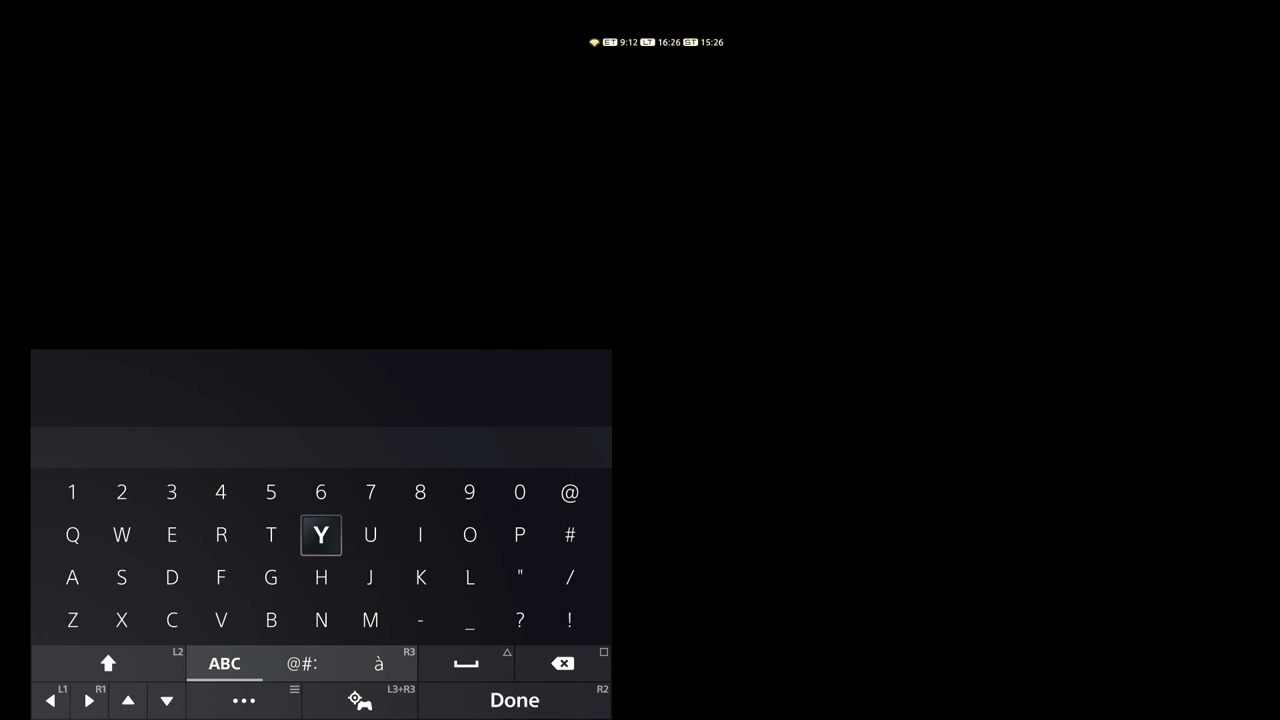 ET 9:12 LT 16:26 ST 15:26
1 2 3 4 5 6 7 8 9 0 @
Q W E R T Y U I O P #
A S D F G H J K L " /
Z X C V B N M - _ ? !
L2 ABC @#: à R3
L1 R1 ... L3+R3 Done R2